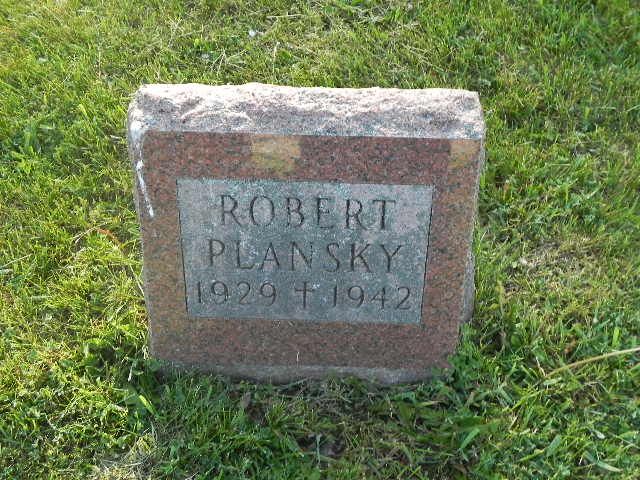 ROBERT
PLANSKY
1929 ✝ 1942